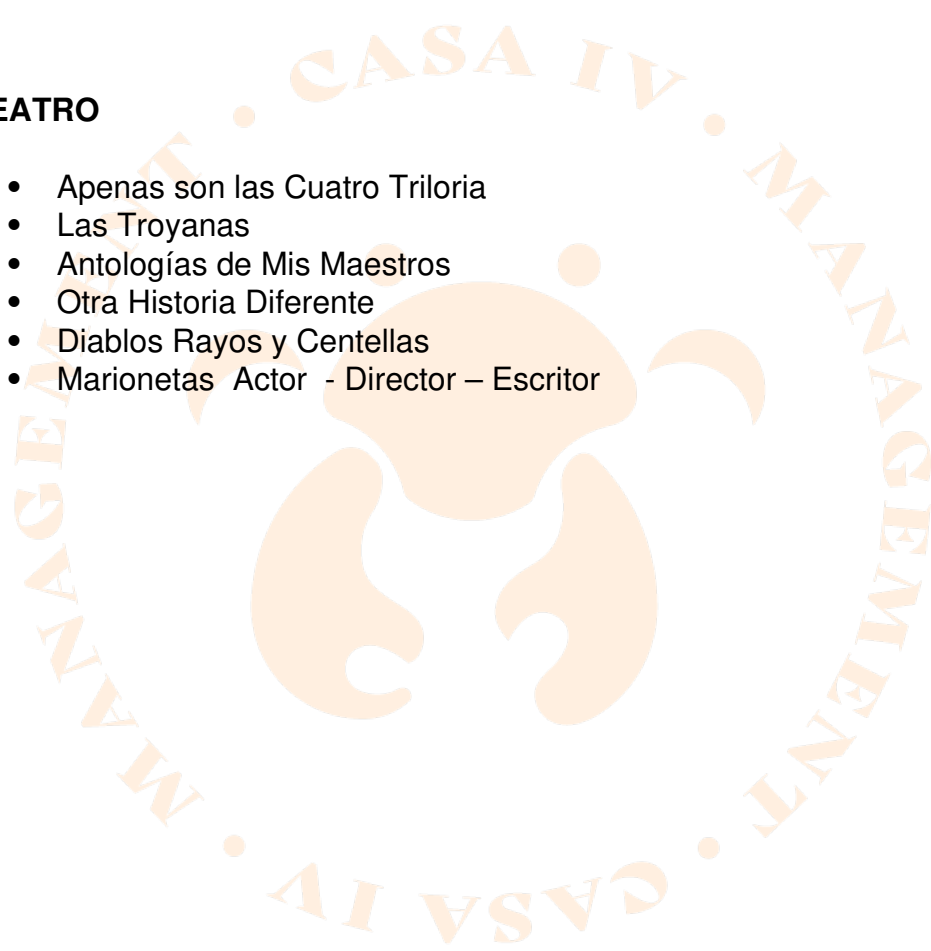 EATRO
• Apenas son las Cuatro Triloria
• Las Troyanas
• Antologías de Mis Maestros
• Otra Historia Diferente
• Diablos Rayos y Centellas
• Marionetas  Actor  - Director – Escritor
CASA IV • MANAGEMENT • CASA IV • MANAGEMENT •